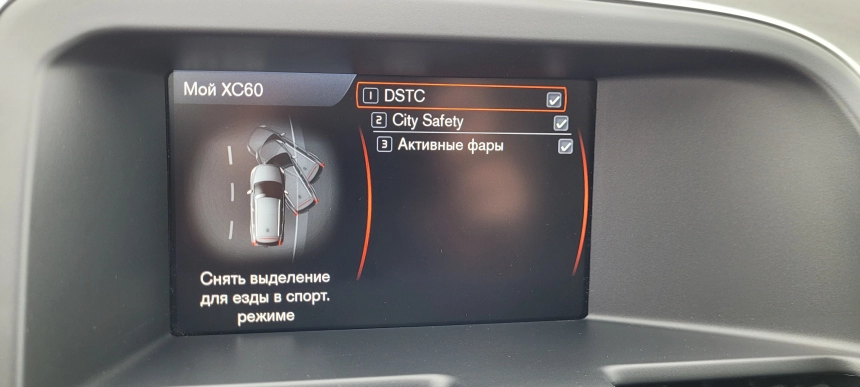 Мой XC60
1 DSTC
2 City Safety
3 Активные фары
Снять выделение
для езды в спорт.
режиме